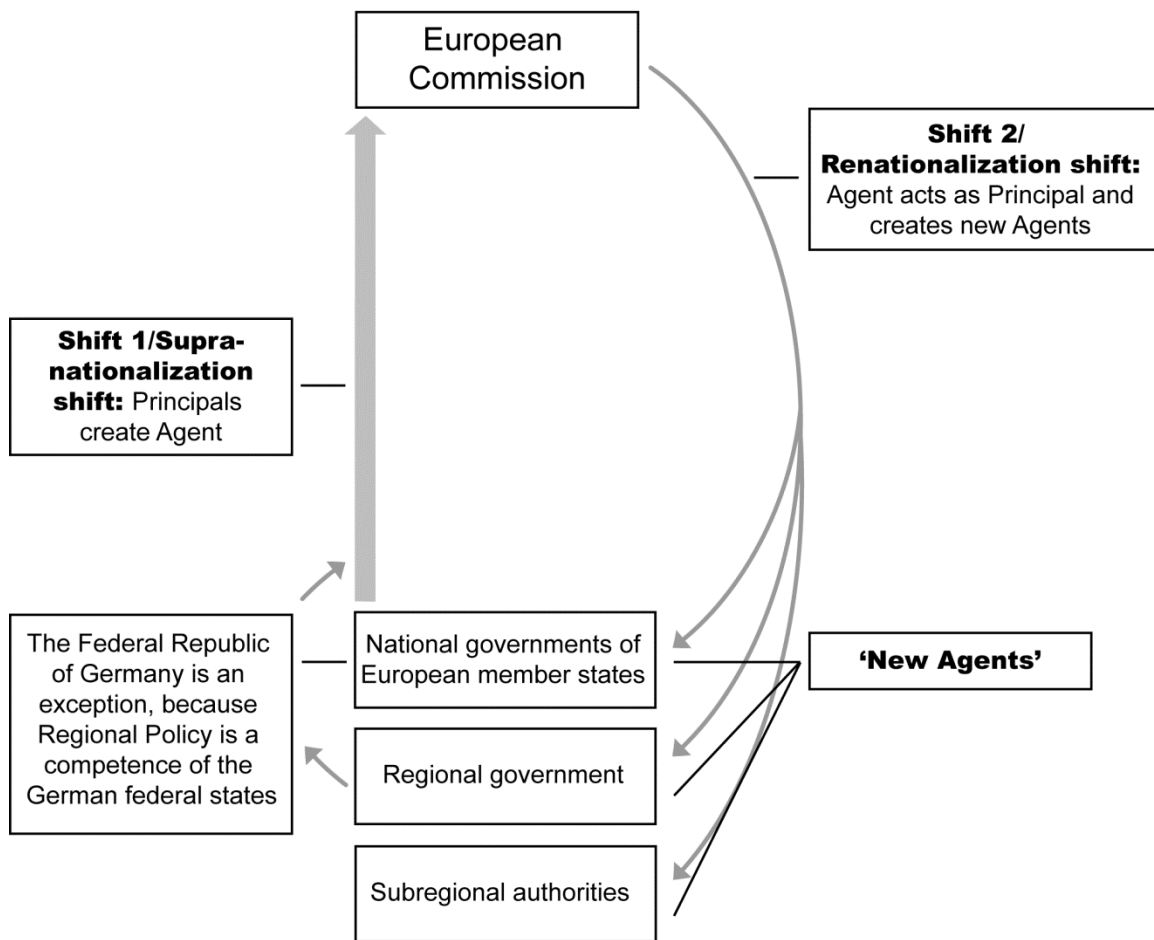 European
Commission
Shift 2/
Renationalization shift:
Agent acts as Principal and
creates new Agents
Shift 1/Supra-
nationalization
shift: Principals
create Agent
The Federal Republic
of Germany is an
exception, because
Regional Policy is a
competence of the
German federal states
National governments of
European member states
‘New Agents’
Regional government
Subregional authorities